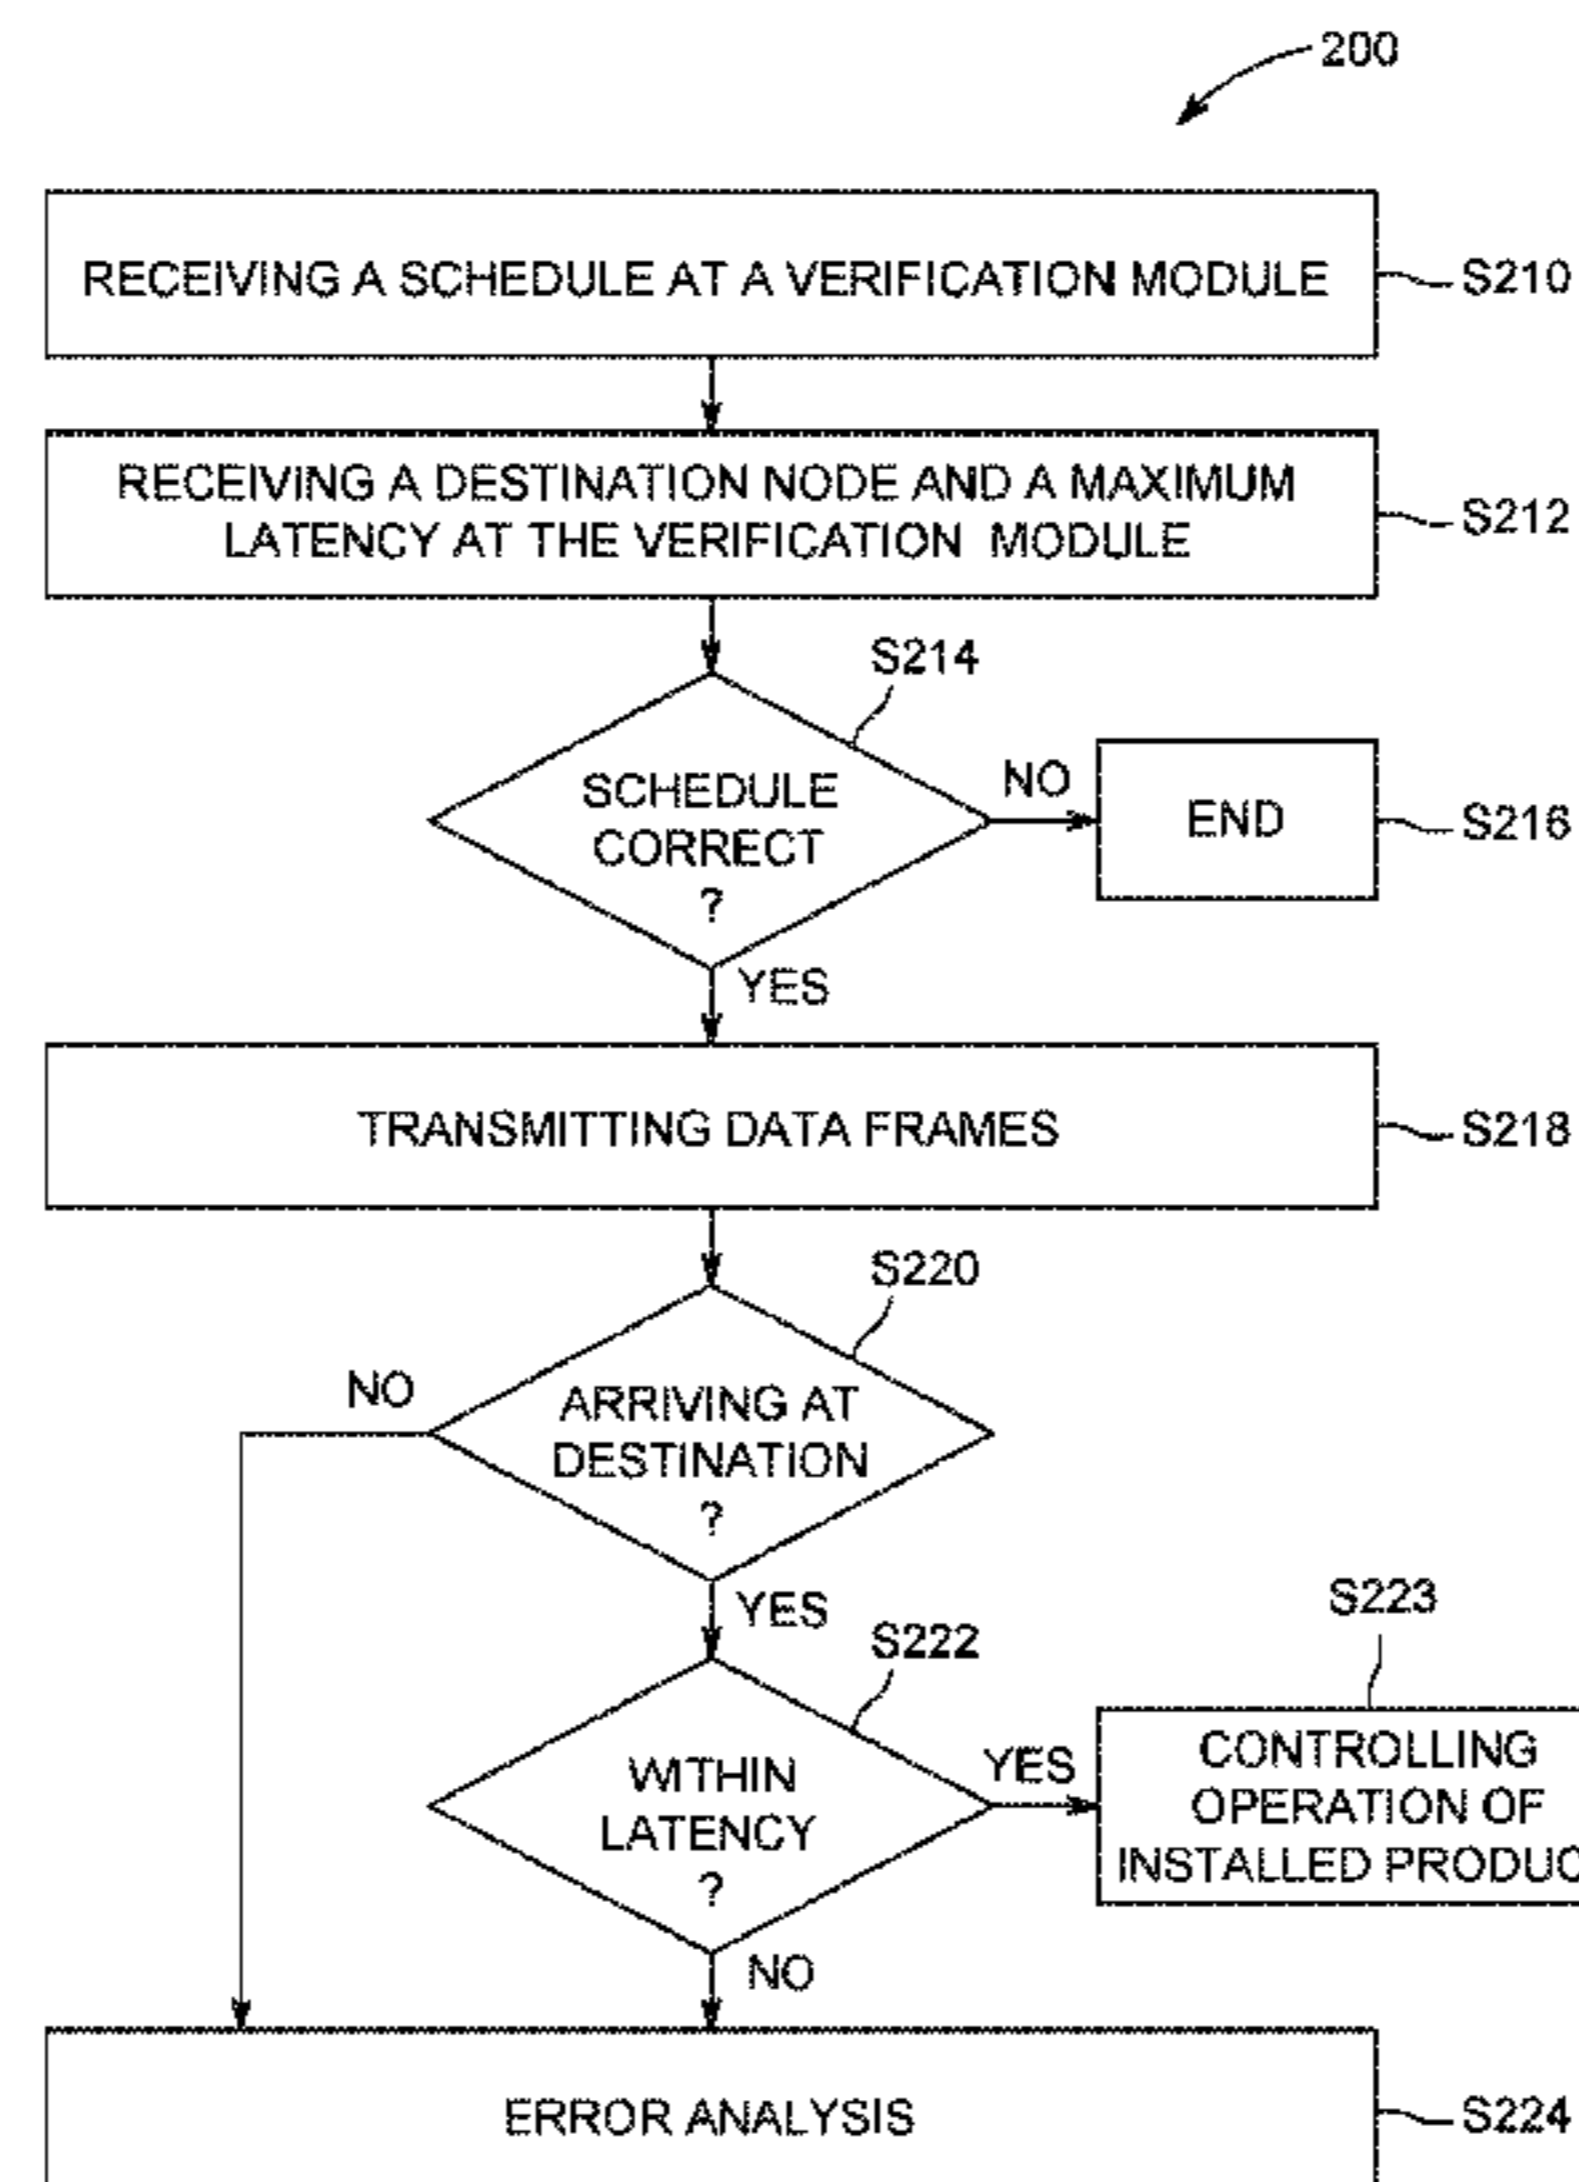 200
RECEIVING A SCHEDULE AT A VERIFICATION MODULE
S210
RECEIVING A DESTINATION NODE AND A MAXIMUM
LATENCY AT THE VERIFICATION MODULE
S212
S214
SCHEDULE
CORRECT
?
NO
END
S216
YES
TRANSMITTING DATA FRAMES
S218
S220
NO
ARRIVING AT
DESTINATION
?
YES
S222
S223
WITHIN
LATENCY
?
YES
CONTROLLING
OPERATION OF
INSTALLED PRODUC
NO
ERROR ANALYSIS
S224